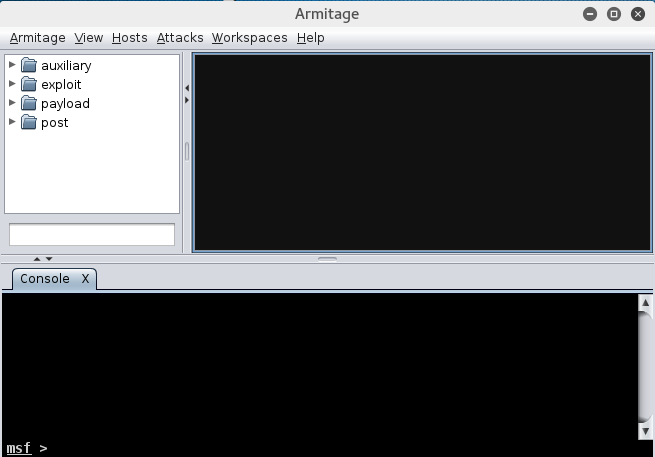 Armitage
Armitage View Hosts Attacks Workspaces Help
auxiliary
exploit
payload
post
Console X
msf >